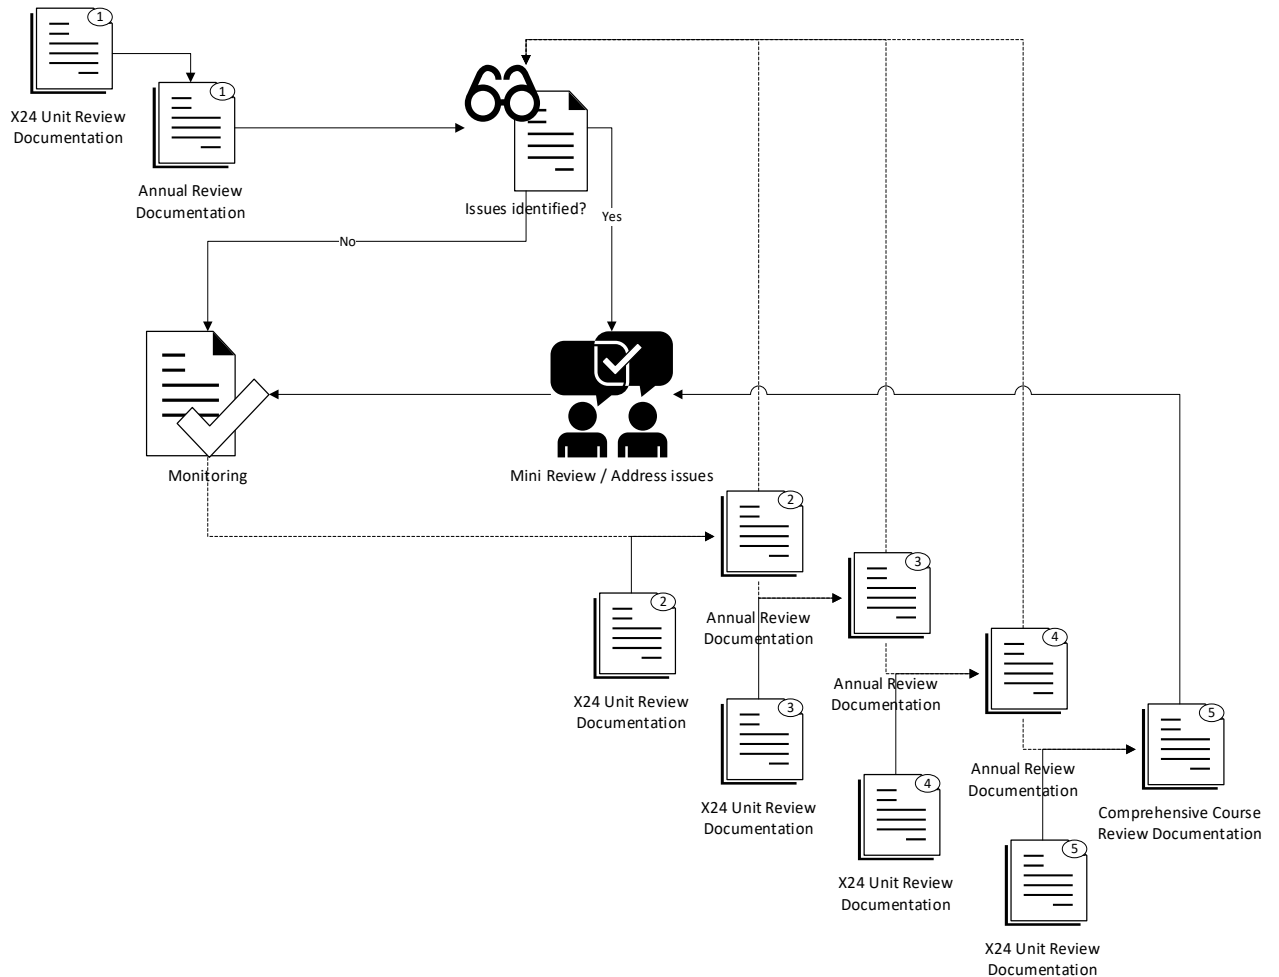 1
X24 Unit Review
Documentation
1
Annual Review
Documentation
Issues identified?
Yes
No
Monitoring
Mini Review / Address issues
2
Annual Review
Documentation
2
X24 Unit Review
Documentation
3
Annual Review
Documentation
3
X24 Unit Review
Documentation
4
Annual Review
Documentation
4
X24 Unit Review
Documentation
5
Comprehensive Course
Review Documentation
5
X24 Unit Review
Documentation